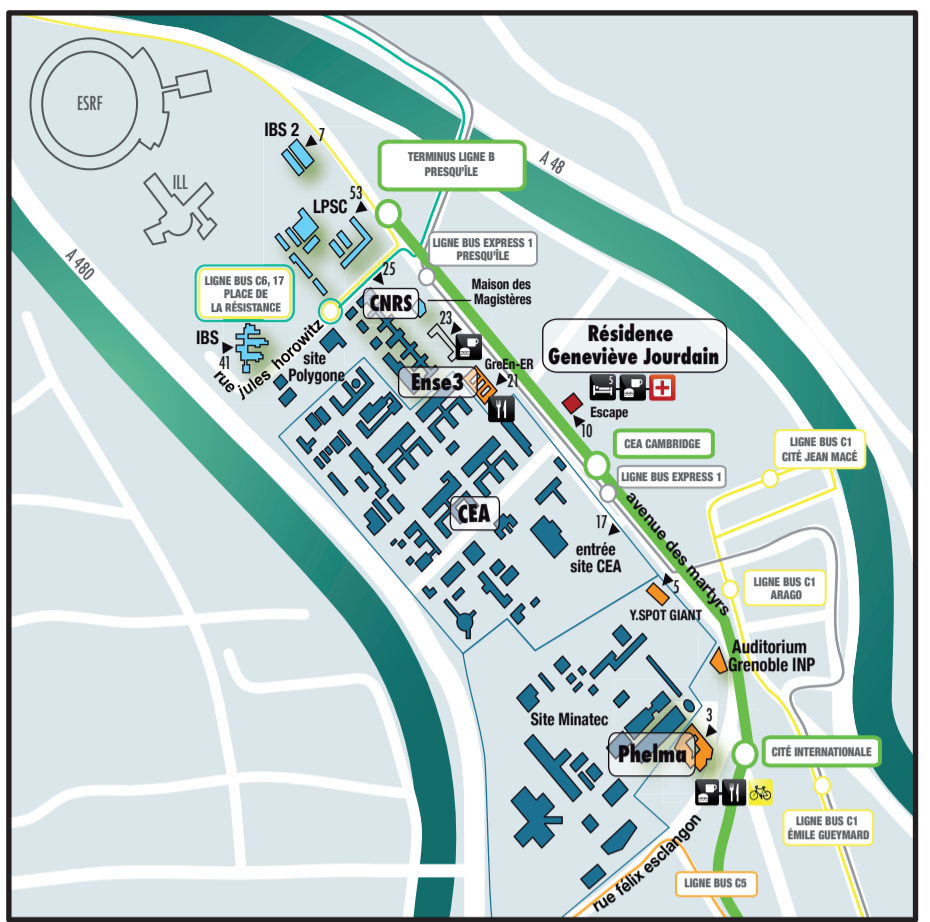 ESRF
IBS 2
7
TERMINUS LIGNE B
PRESQU'ÎLE
A 48
ILL
53
LPSC
LIGNE BUS EXPRESS 1
PRESQU'ÎLE
A 480
25
LIGNE BUS C6, 17
PLACE DE
LA RÉSISTANCE
CNRS
Maison des
Magistères
23
IBS
41
rue jules horowitz
site
Polygone
GreEn-ER
21
Ense3
Résidence
Geneviève Jourdain
5
Escape
10
CEA CAMBRIDGE
LIGNE BUS EXPRESS 1
LIGNE BUS C1
CITÉ JEAN MACÉ
CEA
17
entrée
site CEA
avenue des martyrs
5
Y.SPOT GIANT
LIGNE BUS C1
ARAGO
Auditorium
Grenoble INP
Site Minatec
3
Phelma
CITÉ INTERNATIONALE
LIGNE BUS C1
ÉMILE GUEYMARD
rue félix esclangon
LIGNE BUS C5